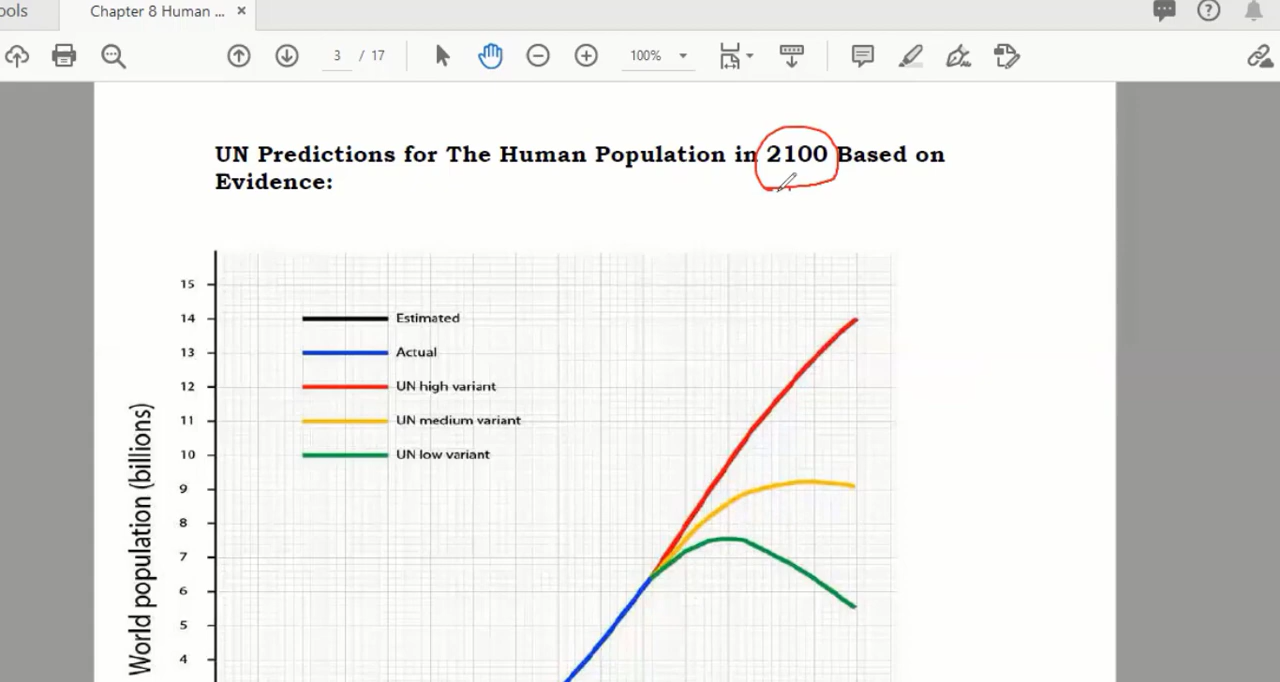 ools
Chapter 8 Human ... ×
3 / 17
100%
UN Predictions for The Human Population in 2100 Based on
Evidence:
15
14
13
12
11
10
9
8
7
6
5
4
Estimated
Actual
UN high variant
UN medium variant
UN low variant
World population (billions)